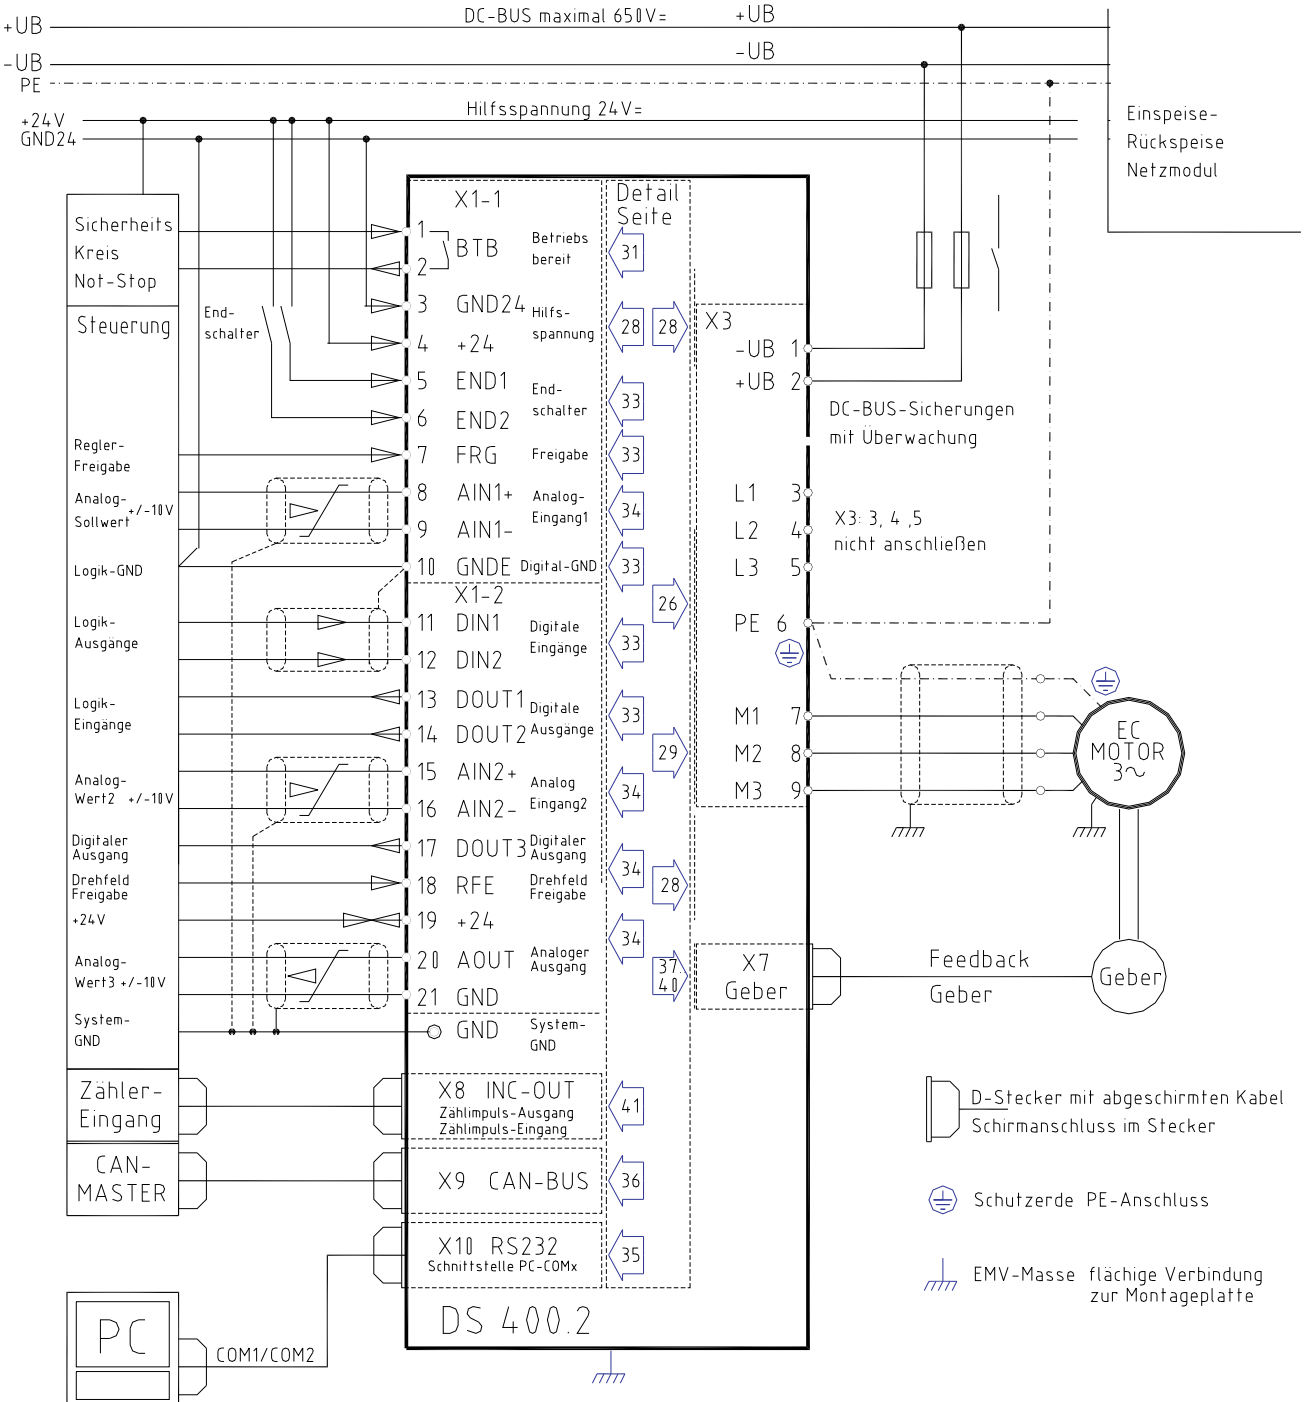 +UB
DC-BUS maximal 650V=
+UB
-UB
-UB
PE
+24V
Hilfsspannung 24V=
GND24
Einspeise-
Rückspeise
Netzmodul
Sicherheits
Kreis
Not-Stop
Steuerung
End-
schalter
Regler-
Freigabe
Analog-
Sollwert +/-10V
Logik-GND
Logik-
Ausgänge
Logik-
Eingänge
Analog-
Wert2 +/-10V
Digitaler
Ausgang
Drehfeld
Freigabe
+24V
Analog-
Wert3 +/-10V
System-
GND
Zähler-
Eingang
CAN-
MASTER
PC
COM1/COM2
X1-1
1
2
BTB
Betriebs
bereit
3 GND24
4 +24
Hilfs-
spannung
5 END1
6 END2
End-
schalter
7 FRG Freigabe
8 AIN1+
9 AIN1-
Analog-
Eingang1
10 GNDE Digital-GND
X1-2
11 DIN1
12 DIN2
Digitale
Eingänge
13 DOUT1
14 DOUT2
Digitale
Ausgänge
15 AIN2+
16 AIN2-
Analog
Eingang2
17 DOUT3
Digitaler
Ausgang
18 RFE
Drehfeld
Freigabe
19 +24
20 AOUT
Analoger
Ausgang
21 GND
GND
System-
GND
X8 INC-OUT
Zählimpuls-Ausgang
Zählimpuls-Eingang
X9 CAN-BUS
X10 RS232
Schnittstelle PC-COMx
DS 400.2
Detail
Seite
31
28
28
33
33
34
33
26
33
33
29
34
34
28
34
37.
40
41
36
35
X3
-UB 1
+UB 2
L1 3
L2 4
L3 5
PE 6
M1 7
M2 8
M3 9
X7
Geber
DC-BUS-Sicherungen
mit Überwachung
X3: 3, 4 ,5
nicht anschließen
EC
MOTOR
3~
Feedback
Geber
Geber
D-Stecker mit abgeschirmten Kabel
Schirmanschluss im Stecker
Schutzerde PE-Anschluss
EMV-Masse flächige Verbindung
zur Montageplatte